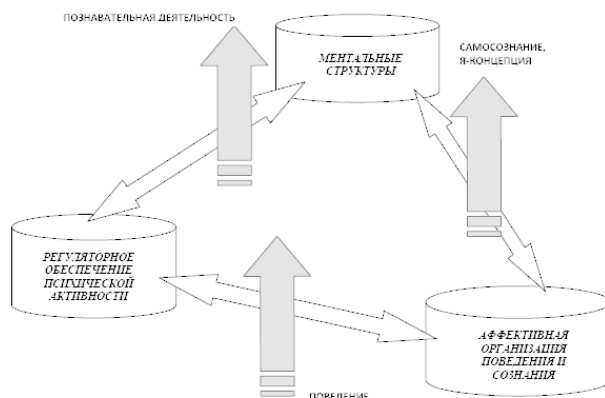 ПОЗНАВАТЕЛЬНАЯ ДЕЯТЕЛЬНОСТЬ
МЕНТАЛЬНЫЕ
СТРУКТУРЫ
САМОСОЗНАНИЕ,
Я-КОНЦЕПЦИЯ
РЕГУЛЯТОРНОЕ
ОБЕСПЕЧЕНИЕ
ПСИХИЧЕСКОЙ
АКТИВНОСТИ
АФФЕКТИВНАЯ
ОРГАНИЗАЦИЯ
ПОВЕДЕНИЯ И
СОЗНАНИЯ
ПОВЕДЕНИЕ